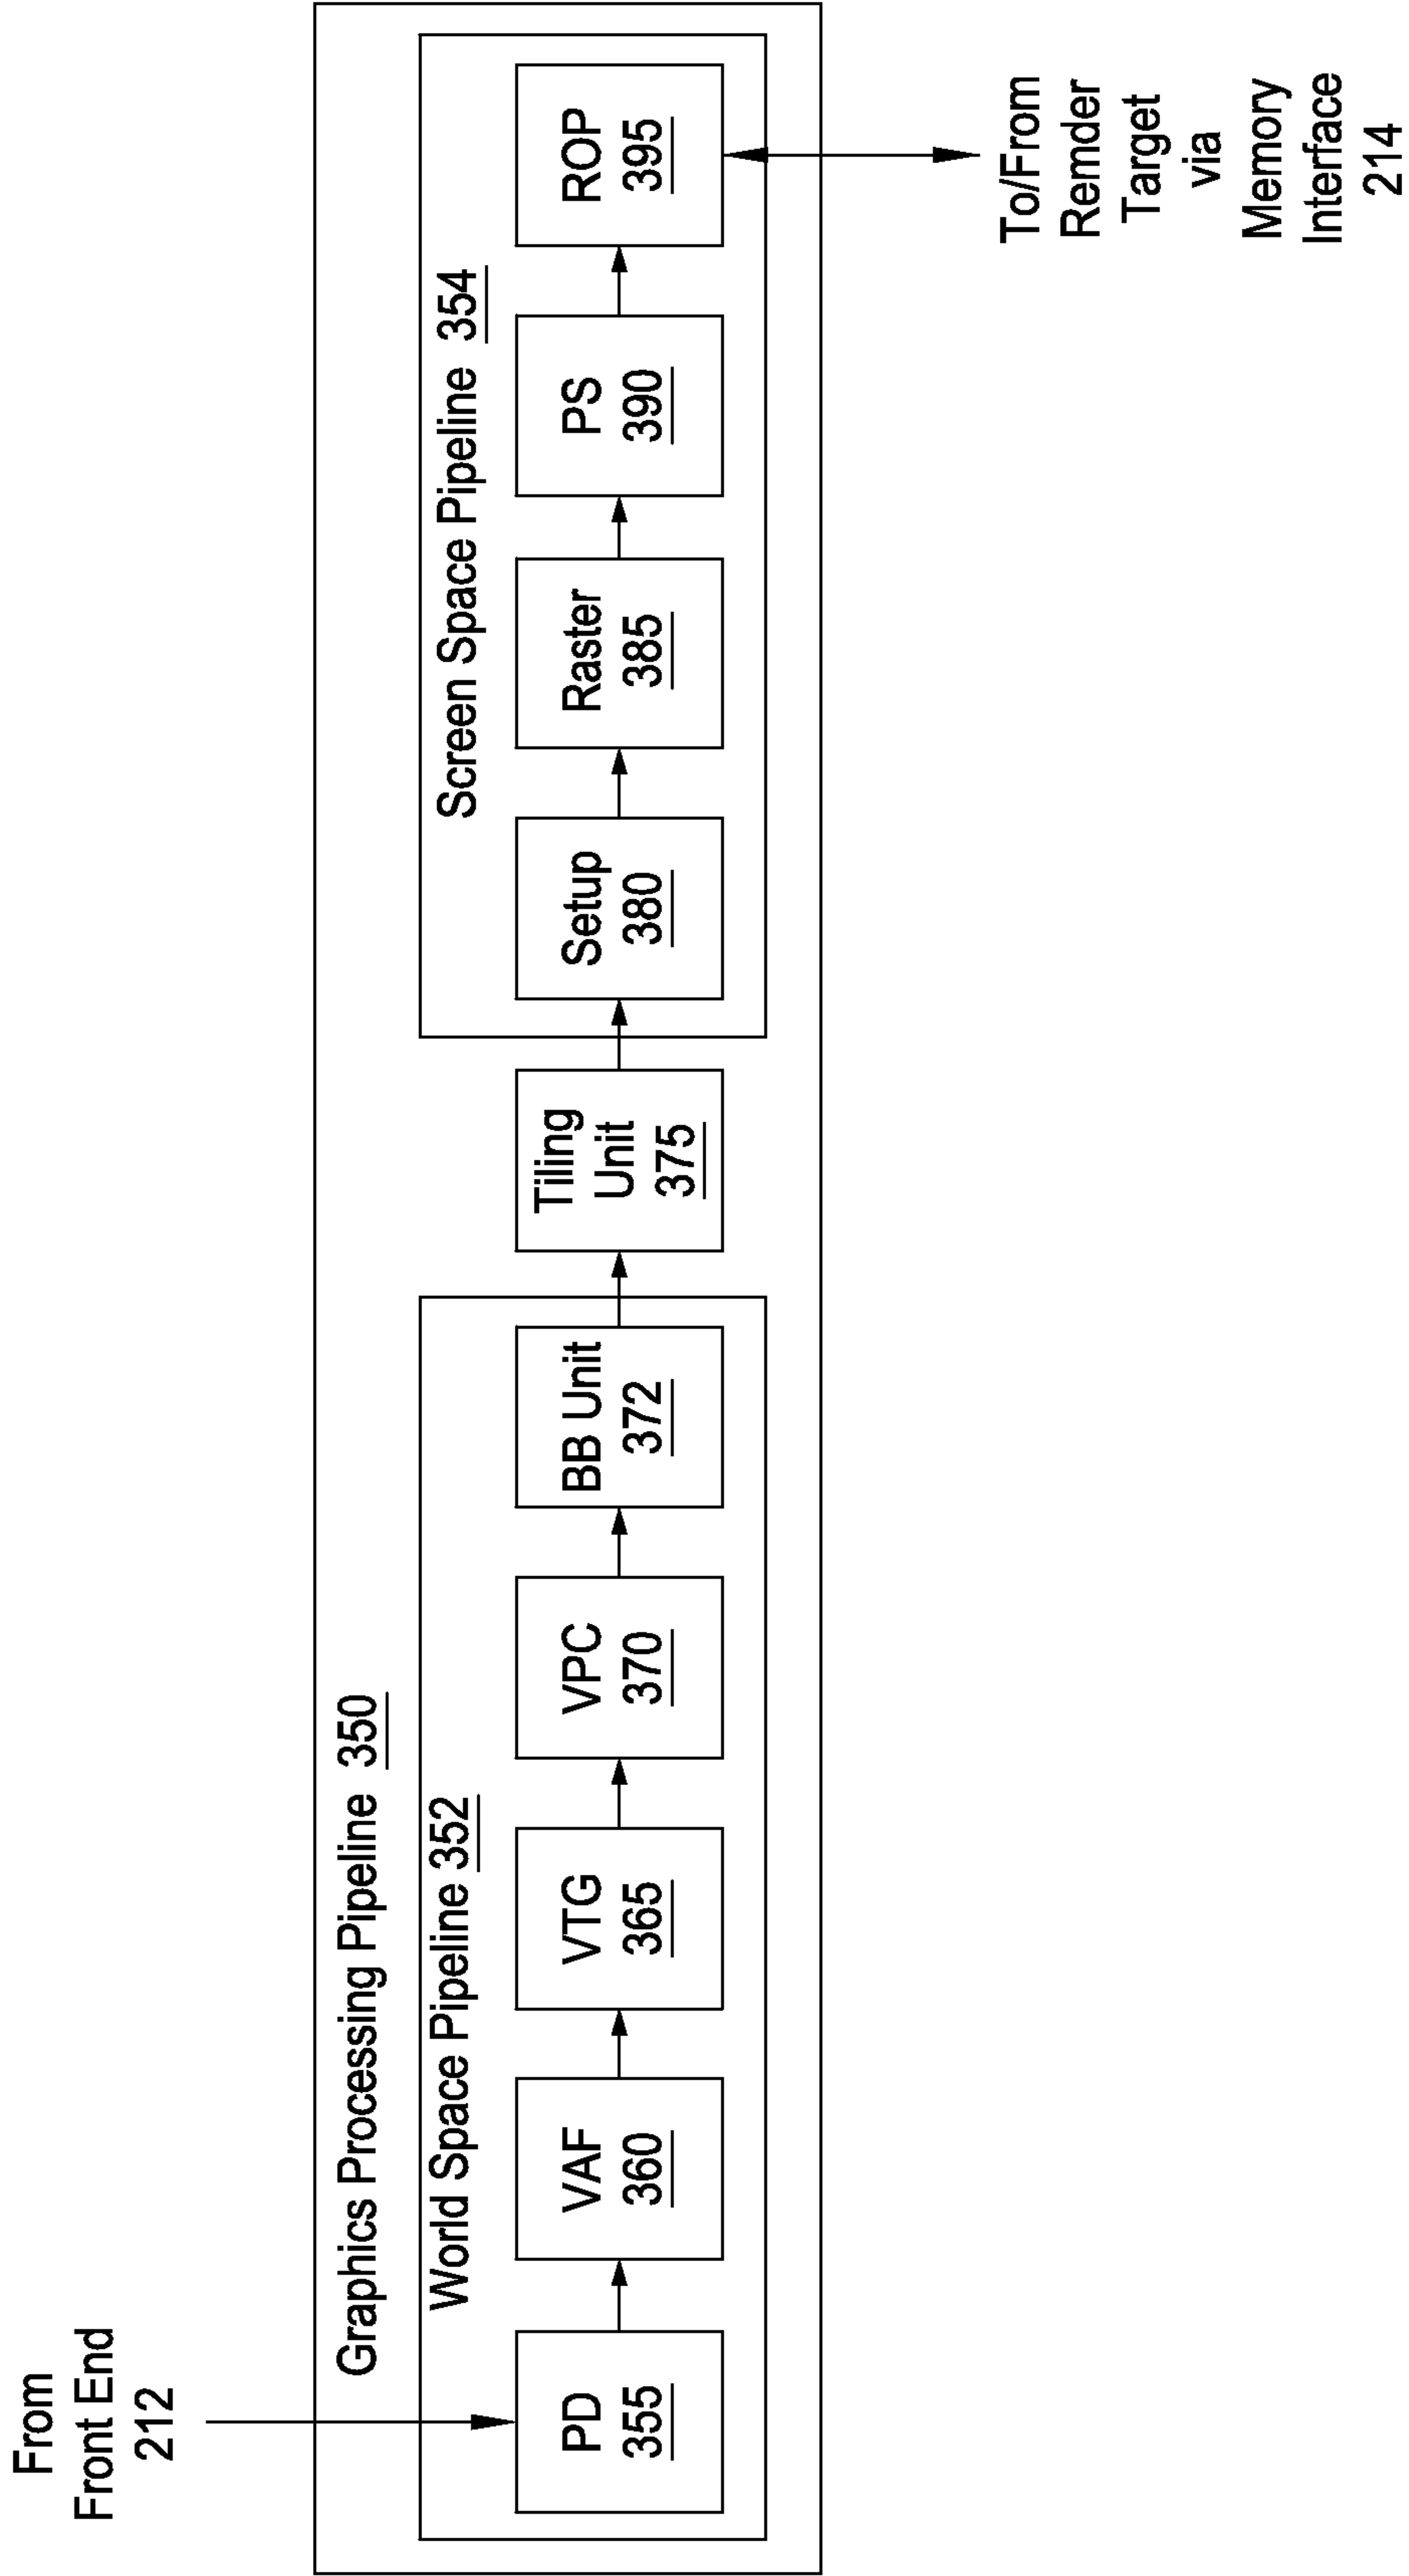 From
Front End
212
Graphics Processing Pipeline 350
World Space Pipeline 352
PD
355
VAF
360
VTG
365
VPC
370
BB Unit
372
Tiling
Unit
375
Screen Space Pipeline 354
Setup
380
Raster
385
PS
390
ROP
395
To/From
Remder
Target
via
Memory
Interface
214